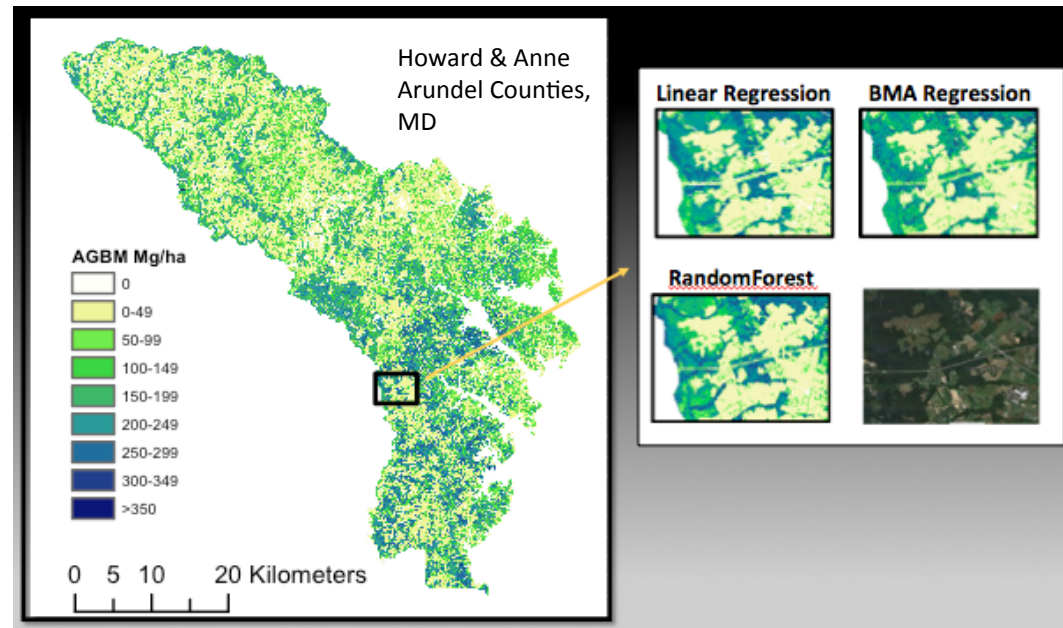 Howard & Anne
Arundel Counties,
MD
AGBM Mg/ha
0
0-49
50-99
100-149
150-199
200-249
250-299
300-349
>350
0 5 10 20 Kilometers
Linear Regression
BMA Regression
RandomForest